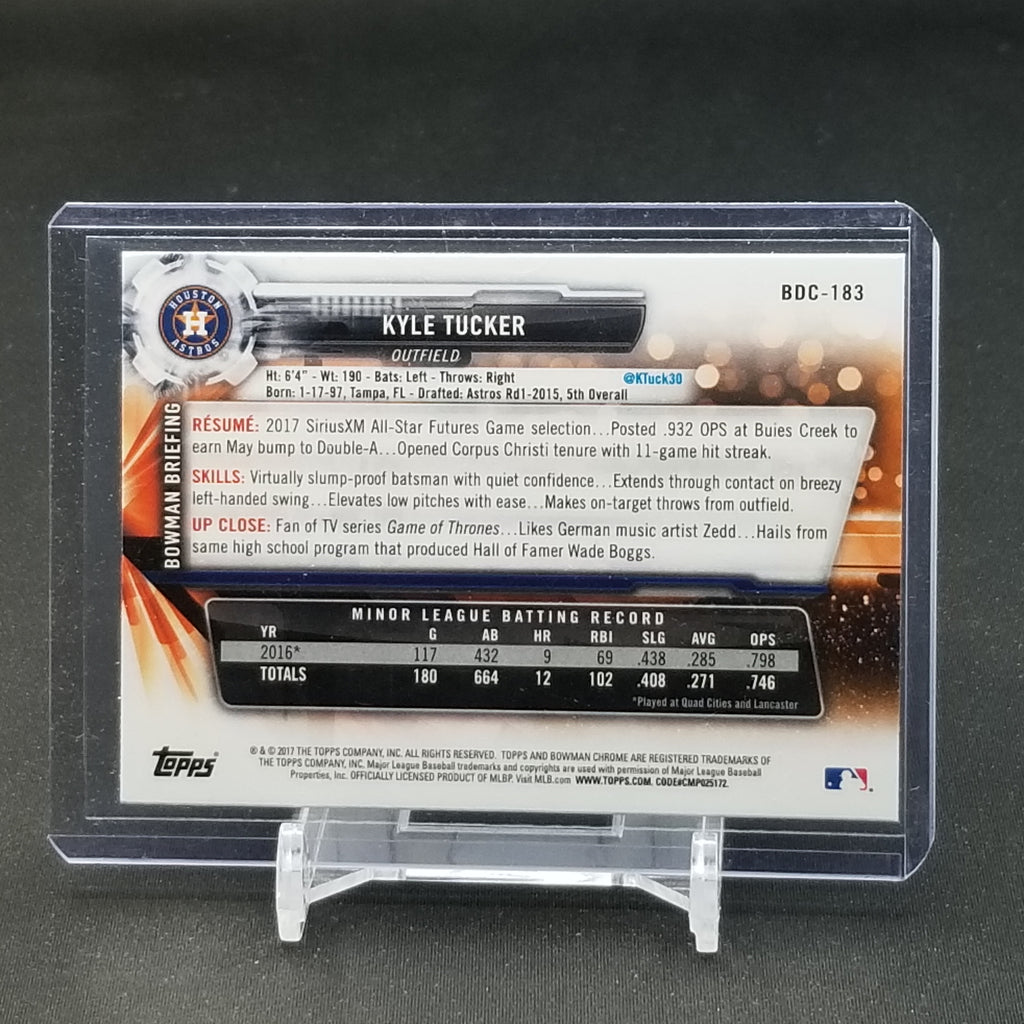 BDC-183
HOUSTON
H
ASTROS
KYLE TUCKER
OUTFIELD
Ht: 6'4" - Wt: 190 - Bats: Left - Throws: Right @KTuck30
Born: 1-17-97, Tampa, FL - Drafted: Astros Rd1-2015, 5th Overall
BOWMAN BRIEFING
RÉSUMÉ: 2017 SiriusXM All-Star Futures Game selection...Posted .932 OPS at Buies Creek to
earn May bump to Double-A...Opened Corpus Christi tenure with 11-game hit streak.
SKILLS: Virtually slump-proof batsman with quiet confidence...Extends through contact on breezy
left-handed swing...Elevates low pitches with ease...Makes on-target throws from outfield.
UP CLOSE: Fan of TV series Game of Thrones...Likes German music artist Zedd...Hails from
same high school program that produced Hall of Famer Wade Boggs.
MINOR LEAGUE BATTING RECORD
YR G AB HR RBI SLG AVG OPS
2016* 117 432 9 69 .438 .285 .798
TOTALS 180 664 12 102 .408 .271 .746
*Played at Quad Cities and Lancaster
Topps®
® & © 2017 THE TOPPS COMPANY, INC. ALL RIGHTS RESERVED. TOPPS AND BOWMAN CHROME ARE REGISTERED TRADEMARKS OF
THE TOPPS COMPANY, INC. Major League Baseball trademarks and copyrights are used with permission of Major League Baseball
Properties, Inc. OFFICIALLY LICENSED PRODUCT OF MLBP. Visit MLB.com WWW.TOPPS.COM. CODE#CMP025172.